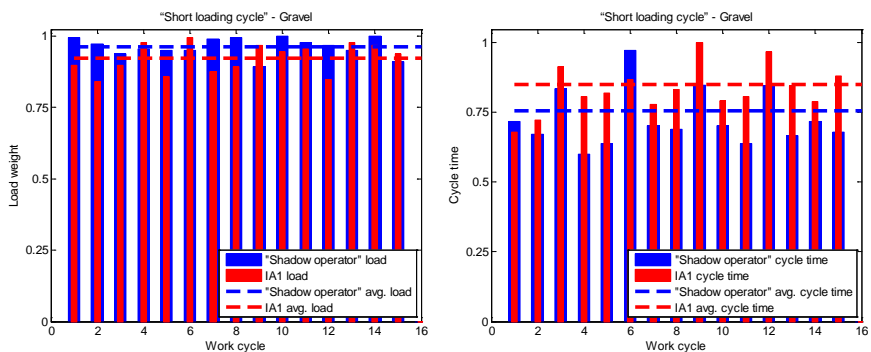 “Short loading cycle” - Gravel
1
0.75
0.5
0.25
0
Load weight
0 2 4 6 8 10 12 14 16
Work cycle
"Shadow operator" load
IA1 load
"Shadow operator" avg. load
IA1 avg. load
“Short loading cycle” - Gravel
1
0.75
0.5
0.25
0
Cycle time
0 2 4 6 8 10 12 14 16
Work cycle
"Shadow operator" cycle time
IA1 cycle time
"Shadow operator" avg. cycle time
IA1 avg. cycle time